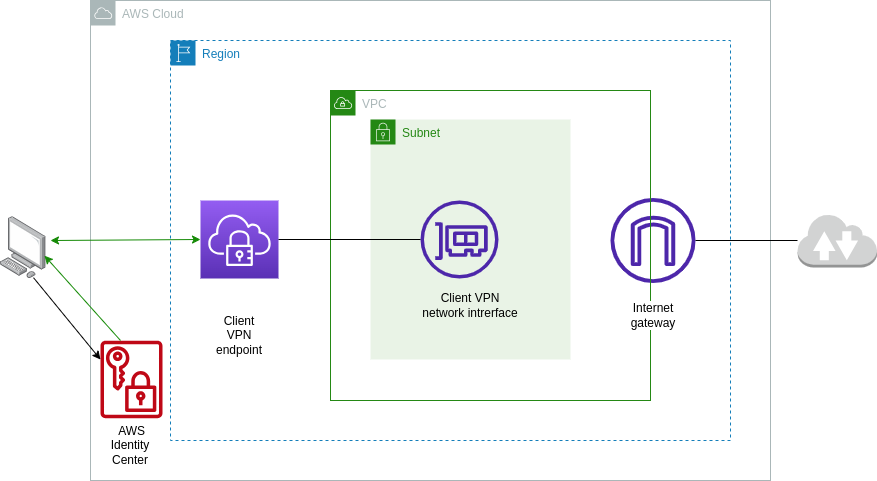 AWS Cloud
Region
VPC
Subnet
Client VPN
network intrerface
Internet
gateway
Client
VPN
endpoint
AWS
Identity
Center